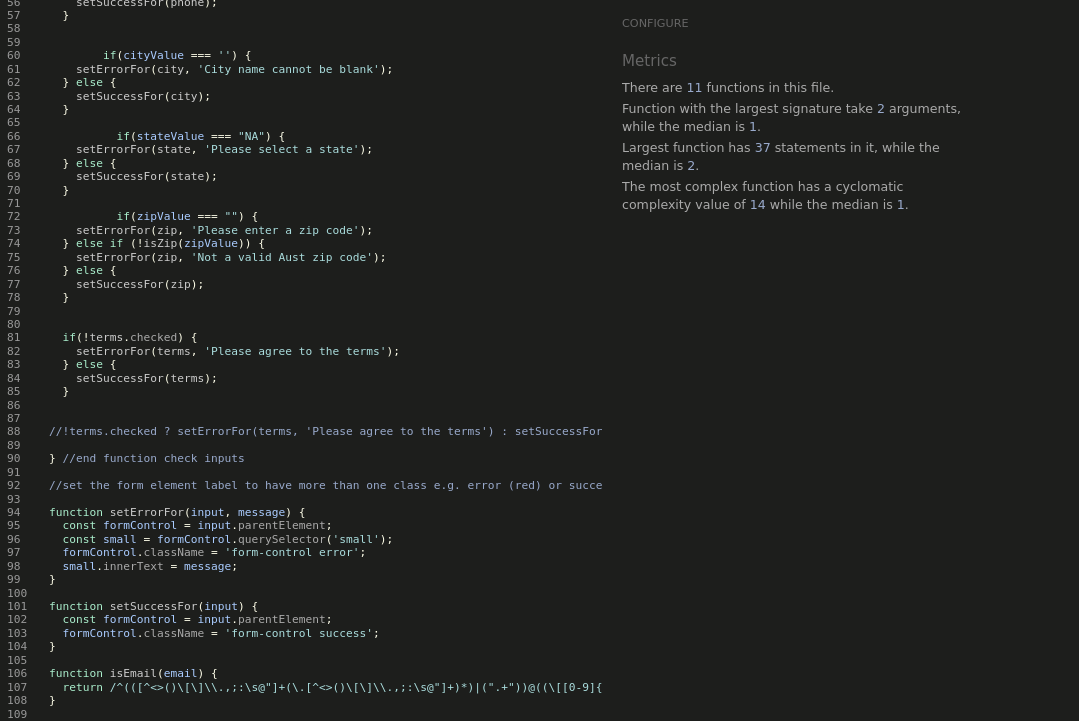 56 setSuccessFor(phone);
57 }
58
59
60 if(cityValue === '') {
61 setErrorFor(city, 'City name cannot be blank');
62 } else {
63 setSuccessFor(city);
64 }
65
66 if(stateValue === "NA") {
67 setErrorFor(state, 'Please select a state');
68 } else {
69 setSuccessFor(state);
70 }
71
72 if(zipValue === "") {
73 setErrorFor(zip, 'Please enter a zip code');
74 } else if (!isZip(zipValue)) {
75 setErrorFor(zip, 'Not a valid Aust zip code');
76 } else {
77 setSuccessFor(zip);
78 }
79
80
81 if(!terms.checked) {
82 setErrorFor(terms, 'Please agree to the terms');
83 } else {
84 setSuccessFor(terms);
85 }
86
87
88 //!terms.checked ? setErrorFor(terms, 'Please agree to the terms') : setSuccessFor
89
90 } //end function check inputs
91
92 //set the form element label to have more than one class e.g. error (red) or succe
93
94 function setErrorFor(input, message) {
95 const formControl = input.parentElement;
96 const small = formControl.querySelector('small');
97 formControl.className = 'form-control error';
98 small.innerText = message;
99 }
100
101 function setSuccessFor(input) {
102 const formControl = input.parentElement;
103 formControl.className = 'form-control success';
104 }
105
106 function isEmail(email) {
107 return /^(([^<>()\[\]\\.,;:\s@"]+(\.[^<>()\[\]\\.,;:\s@"]+)*)|(".+"))@((\[[0-9]{
108 }
109
CONFIGURE
Metrics
There are 11 functions in this file.
Function with the largest signature take 2 arguments,
while the median is 1.
Largest function has 37 statements in it, while the
median is 2.
The most complex function has a cyclomatic
complexity value of 14 while the median is 1.